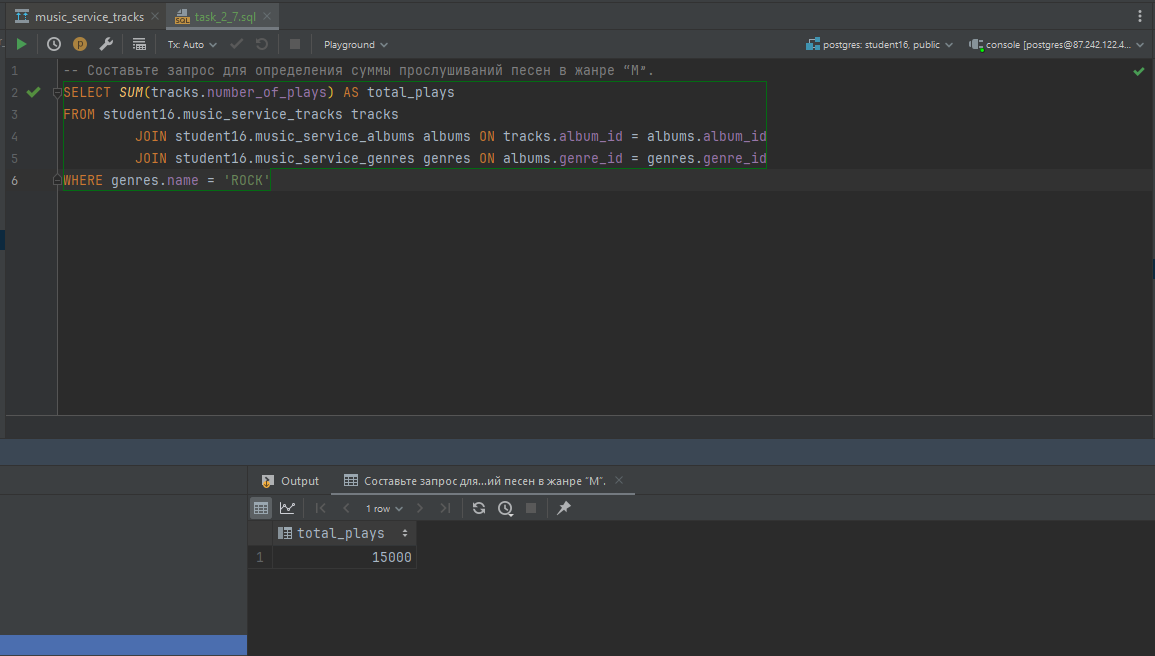 music_service_tracks
task_2_7.sql
Tx: Auto
Playground
postgres: student16, public
console [postgres@87.242.122.4...
1 -- Составьте запрос для определения суммы прослушиваний песен в жанре “М”.
2 SELECT SUM(tracks.number_of_plays) AS total_plays
3 FROM student16.music_service_tracks tracks
4 JOIN student16.music_service_albums albums ON tracks.album_id = albums.album_id
5 JOIN student16.music_service_genres genres ON albums.genre_id = genres.genre_id
6 WHERE genres.name = 'ROCK'
Output
Составьте запрос для...ий песен в жанре “М”.
1 row
total_plays
1 15000